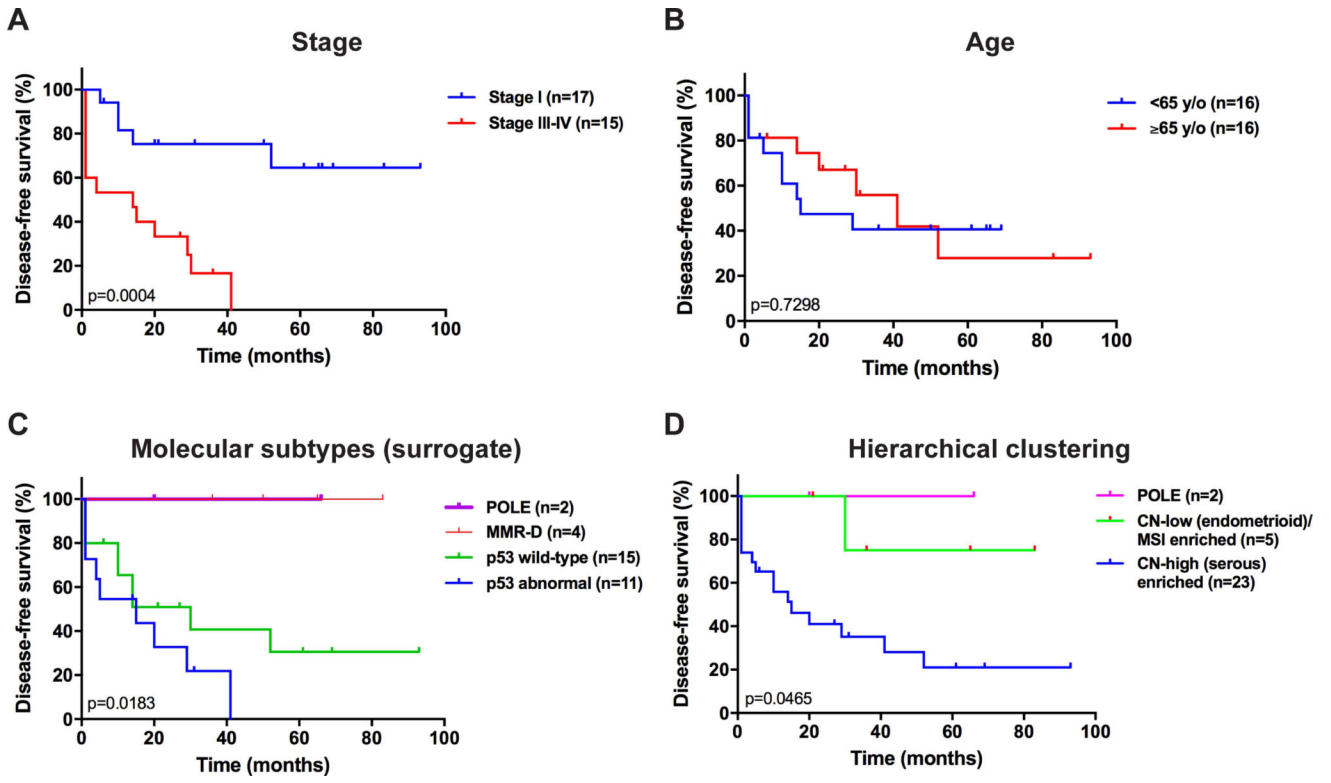 A
Stage
Disease-free survival (%)
100
80
60
40
20
0
p=0.0004
0
20
40
60
80
100
Time (months)
Stage I (n=17)
Stage III-IV (n=15)
B
Age
Disease-free survival (%)
100
80
60
40
20
0
p=0.7298
0
20
40
60
80
100
Time (months)
<65 y/o (n=16)
≥65 y/o (n=16)
C
Molecular subtypes (surrogate)
Disease-free survival (%)
100
80
60
40
20
0
p=0.0183
0
20
40
60
80
100
Time (months)
POLE (n=2)
MMR-D (n=4)
p53 wild-type (n=15)
p53 abnormal (n=11)
D
Hierarchical clustering
Disease-free survival (%)
100
80
60
40
20
0
p=0.0465
0
20
40
60
80
100
Time (months)
POLE (n=2)
CN-low (endometrioid)/
MSI enriched (n=5)
CN-high (serous)
enriched (n=23)